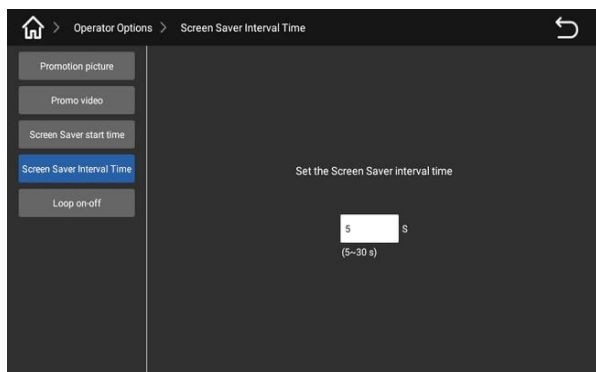 > Operator Options > Screen Saver Interval Time
Promotion picture
Promo video
Screen Saver start time
Screen Saver Interval Time
Loop on-off
Set the Screen Saver interval time
5 S
(5~30 s)